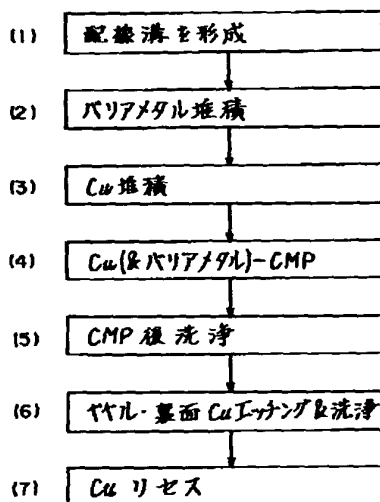 (1) 配線溝を形成
(2) バリアメタル堆積
(3) Cu堆積
(4) Cu(&バリアメタル)-CMP
(5) CMP後洗浄
(6) ベベル・裏面Cuエッチング&洗浄
(7) Cuリセス